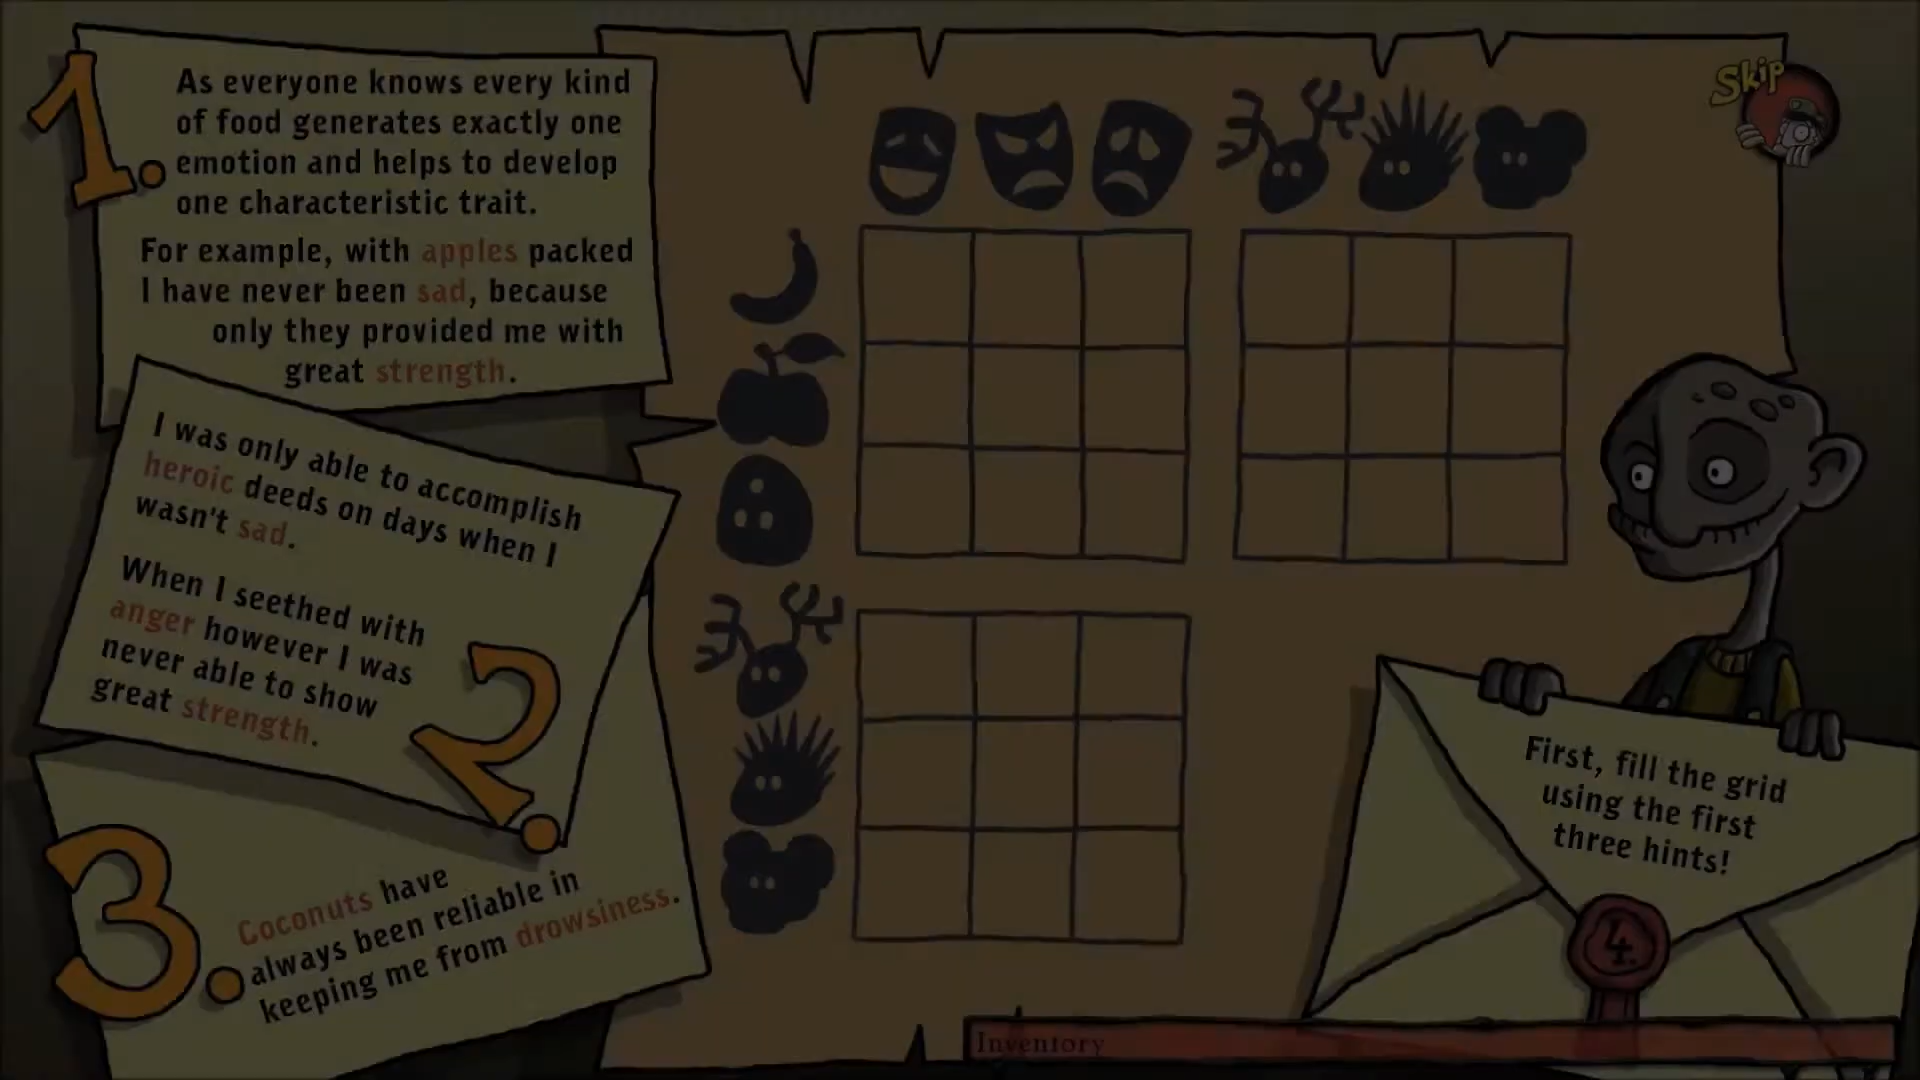 1.
As everyone knows every kind
of food generates exactly one
emotion and helps to develop
one characteristic trait.
For example, with apples packed
I have never been sad, because
only they provided me with
great strength.
I was only able to accomplish
heroic deeds on days when I
wasn't sad.
When I seethed with
anger however I was
never able to show
great strength.
2.
3.
Coconuts have
always been reliable in
keeping me from drowsiness.
Skip
First, fill the grid
using the first
three hints!
4.
Inventory